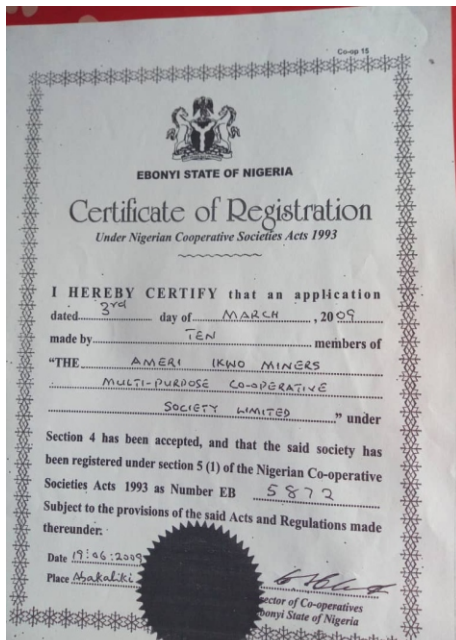 Co-op 15
EBONYI STATE OF NIGERIA
Certificate of Registration
Under Nigerian Cooperative Societies Acts 1993
I HEREBY CERTIFY that an application
dated 3rd day of MARCH, 2009
made by TEN members of
"THE AMERI IKWO MINERS
MULTI-PURPOSE CO-OPERATIVE
SOCIETY LIMITED" under
Section 4 has been accepted, and that the said society has
been registered under section 5 (1) of the Nigerian Co-operative
Societies Acts 1993 as Number EB 5872
Subject to the provisions of the said Acts and Regulations made
thereunder.
Date 19:06:2009
Place Abakaliki
ector of Co-operatives
bonyi State of Nigeria